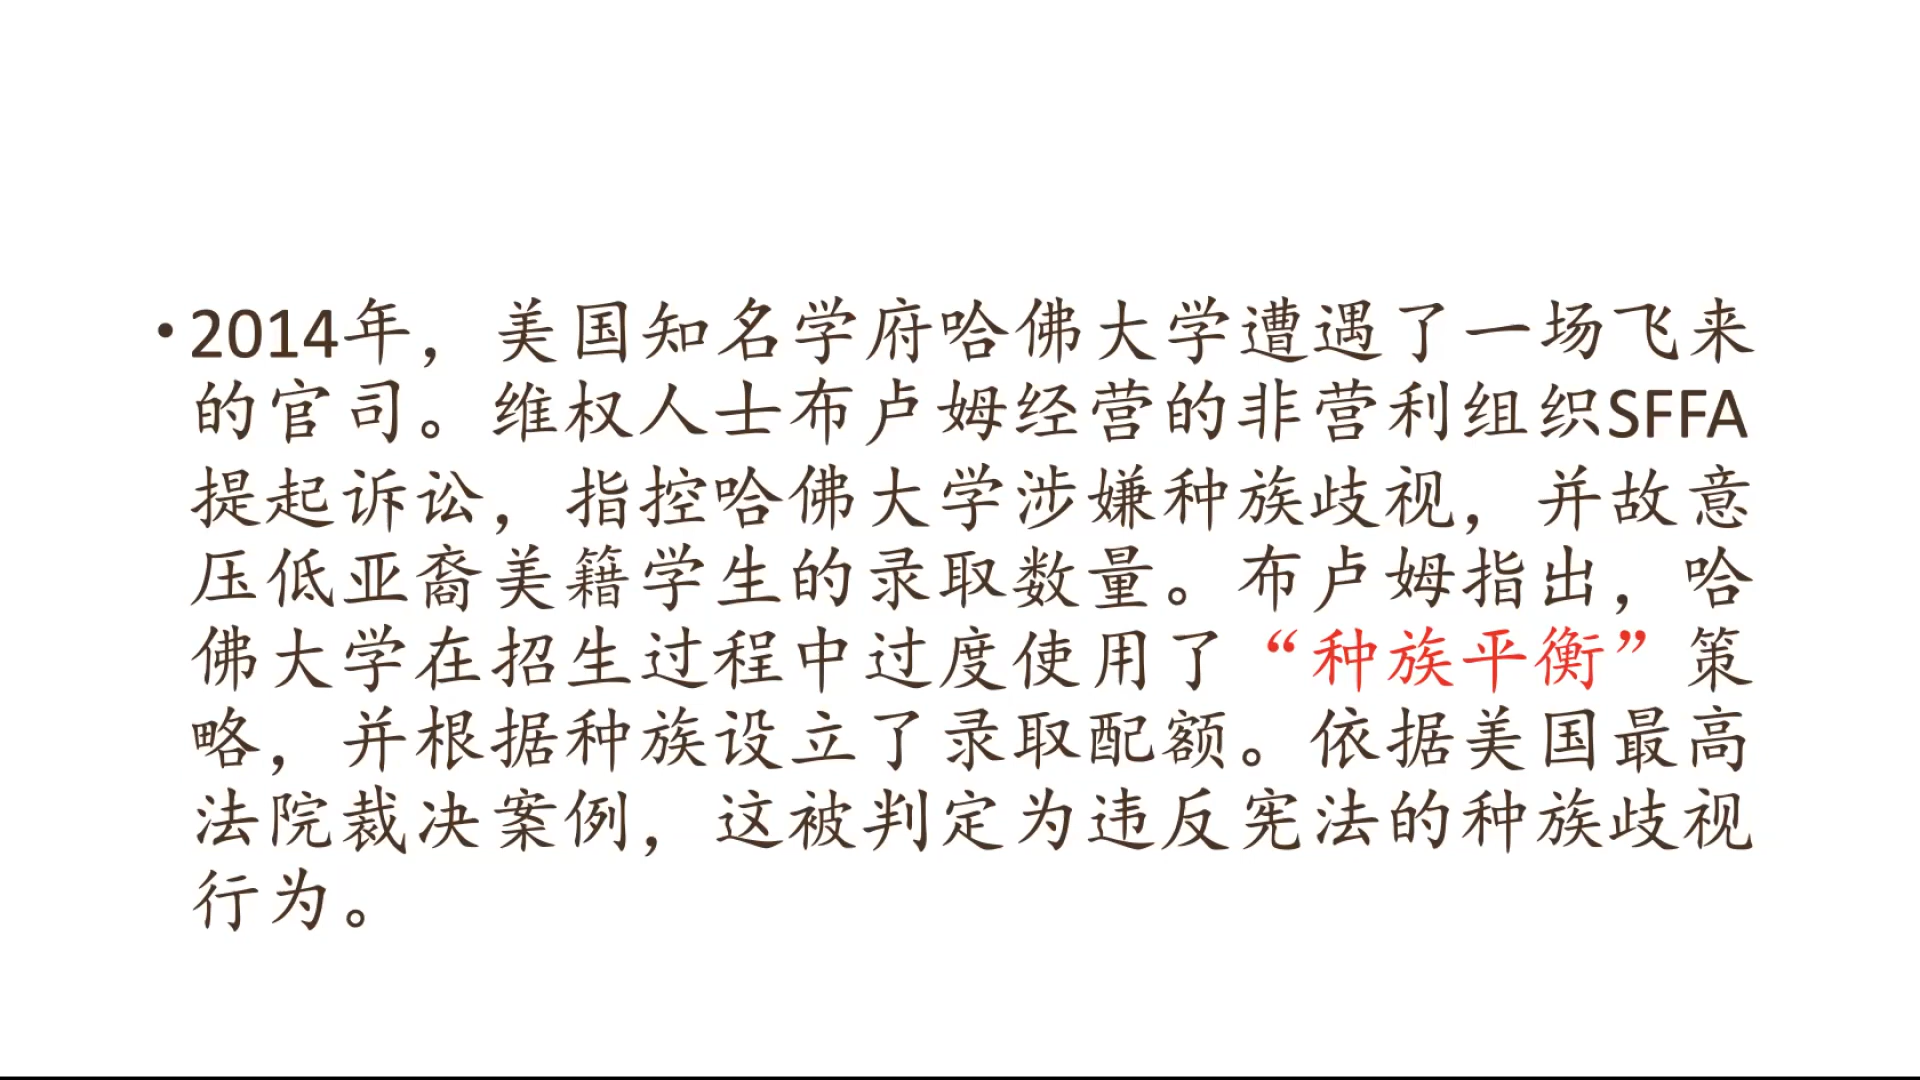 •2014年，美国知名学府哈佛大学遭遇了一场飞来
的官司。维权人士布卢姆经营的非营利组织SFFA
提起诉讼，指控哈佛大学涉嫌种族歧视，并故意
压低亚裔美籍学生的录取数量。布卢姆指出，哈
佛大学在招生过程中过度使用了“种族平衡”策
略，并根据种族设立了录取配额。依据美国最高
法院裁决案例，这被判定为违反宪法的种族歧视
行为。